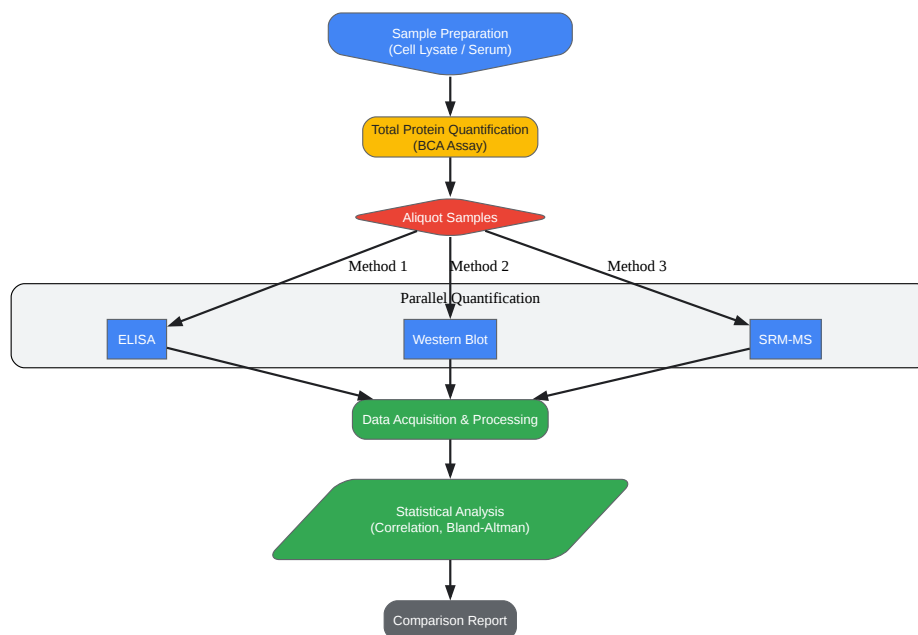 Sample Preparation
(Cell Lysate / Serum)
Total Protein Quantification
(BCA Assay)
Aliquot Samples
Method 1
Method 2
Method 3
Parallel Quantification
ELISA
Western Blot
SRM-MS
Data Acquisition & Processing
Statistical Analysis
(Correlation, Bland-Altman)
Comparison Report